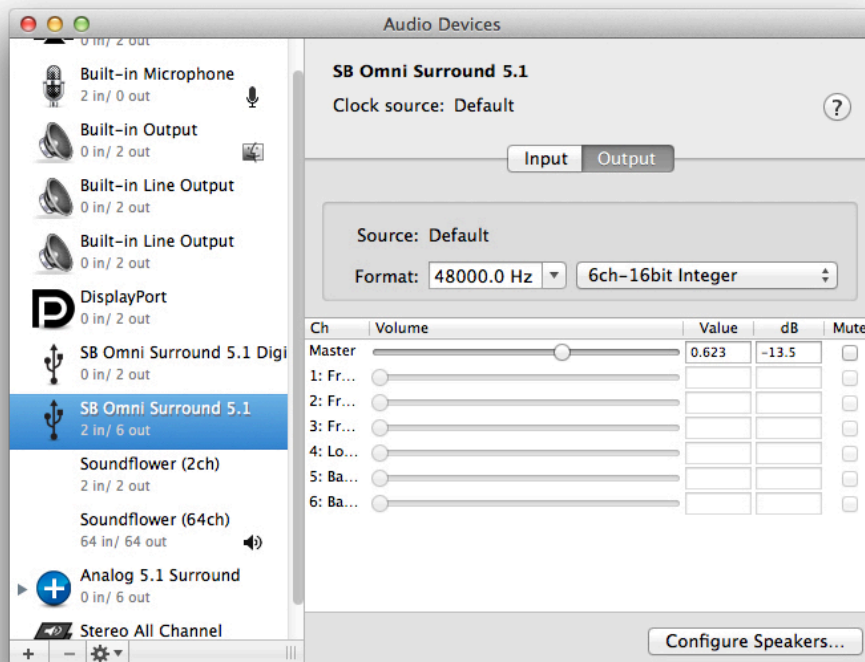 Audio Devices
0 in/ 2 out
Built-in Microphone
2 in/ 0 out
Built-in Output
0 in/ 2 out
Built-in Line Output
0 in/ 2 out
Built-in Line Output
0 in/ 2 out
DisplayPort
0 in/ 2 out
SB Omni Surround 5.1 Digi
0 in/ 2 out
SB Omni Surround 5.1
2 in/ 6 out
Soundflower (2ch)
2 in/ 2 out
Soundflower (64ch)
64 in/ 64 out
Analog 5.1 Surround
0 in/ 6 out
Stereo All Channel
SB Omni Surround 5.1
Clock source: Default
?
Input Output
Source: Default
Format: 48000.0 Hz 6ch-16bit Integer
Ch Volume Value dB Mute
Master 0.623 -13.5
1: Fr...
2: Fr...
3: Fr...
4: Lo...
5: Ba...
6: Ba...
Configure Speakers...